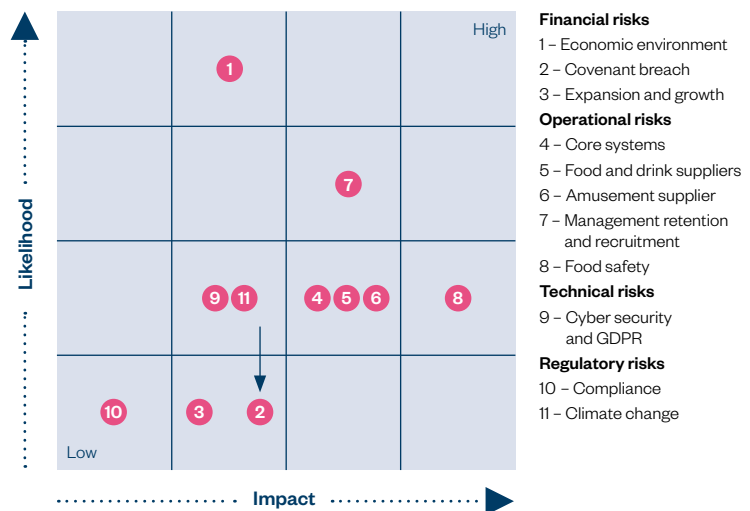 High
1
7
9 11 4 5 6 8
10 3 2
Low
Likelihood
Impact
Financial risks
1 – Economic environment
2 – Covenant breach
3 – Expansion and growth
Operational risks
4 – Core systems
5 – Food and drink suppliers
6 – Amusement supplier
7 – Management retention
and recruitment
8 – Food safety
Technical risks
9 – Cyber security
and GDPR
Regulatory risks
10 – Compliance
11 – Climate change